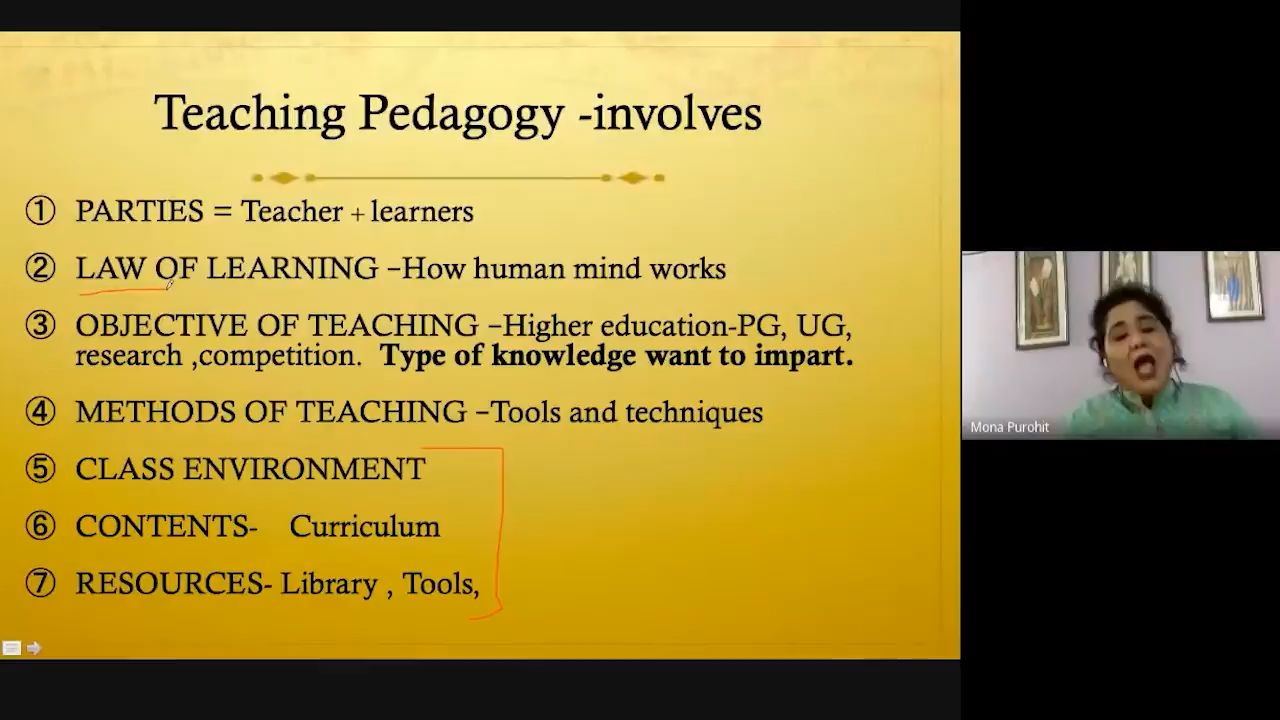 Teaching Pedagogy -involves
① PARTIES = Teacher + learners
② LAW OF LEARNING –How human mind works
③ OBJECTIVE OF TEACHING –Higher education-PG, UG,
research ,competition. Type of knowledge want to impart.
④ METHODS OF TEACHING –Tools and techniques
⑤ CLASS ENVIRONMENT
⑥ CONTENTS- Curriculum
⑦ RESOURCES- Library , Tools,
Mona Purohit